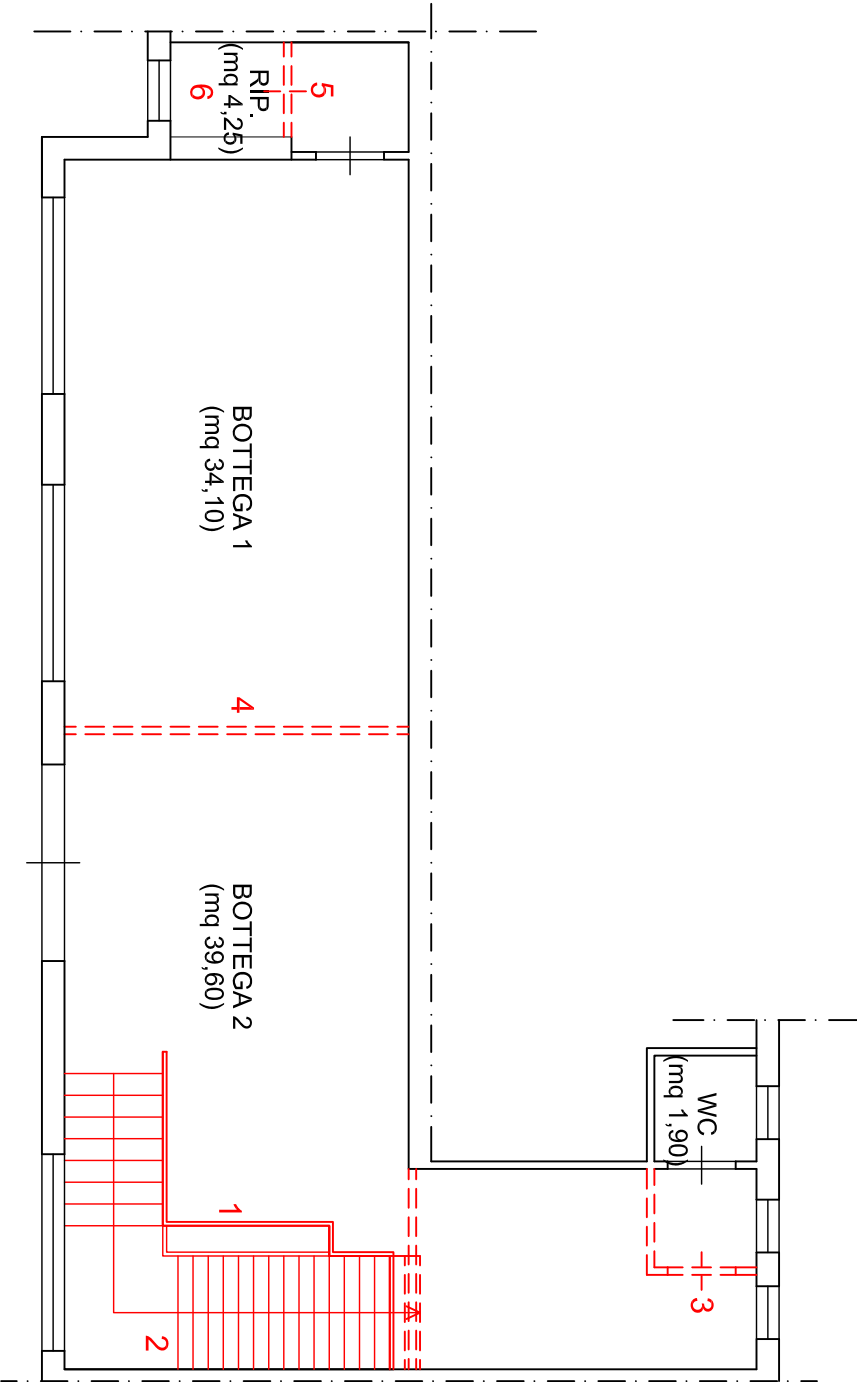 5
RIP.
(mq 4,25)
6
BOTTEGA 1
(mq 34,10)
4
BOTTEGA 2
(mq 39,60)
WC
(mq 1,90)
1
3
2